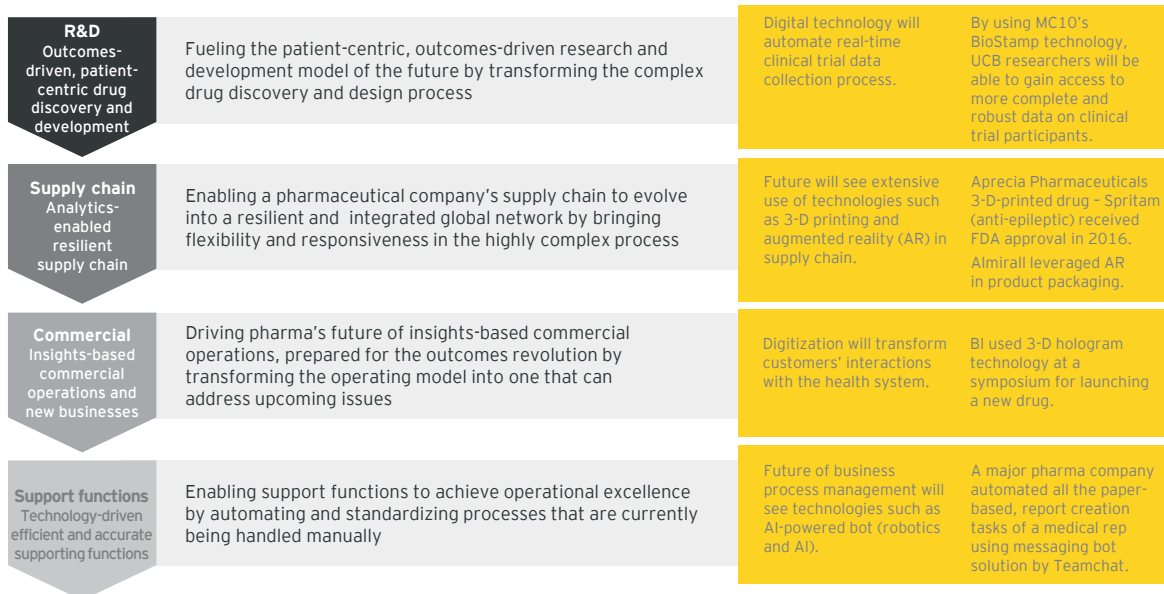 R&D
Outcomes-
driven, patient-
centric drug
discovery and
development
Fueling the patient-centric, outcomes-driven research and
development model of the future by transforming the complex
drug discovery and design process
Digital technology will
automate real-time
clinical trial data
collection process.
By using MC10's
BioStamp technology,
UCB researchers will be
able to gain access to
more complete and
robust data on clinical
trial participants.
Supply chain
Analytics-
enabled
resilient
supply chain
Enabling a pharmaceutical company's supply chain to evolve
into a resilient and integrated global network by bringing
flexibility and responsiveness in the highly complex process
Future will see extensive
use of technologies such
as 3-D printing and
augmented reality (AR) in
supply chain.
Aprecia Pharmaceuticals
3-D-printed drug – Spritam
(anti-epileptic) received
FDA approval in 2016.
Almirall leveraged AR
in product packaging.
Commercial
Insights-based
commercial
operations and
new businesses
Driving pharma's future of insights-based commercial
operations, prepared for the outcomes revolution by
transforming the operating model into one that can
address upcoming issues
Digitization will transform
customers' interactions
with the health system.
BI used 3-D hologram
technology at a
symposium for launching
a new drug.
Support functions
Technology-driven
efficient and accurate
supporting functions
Enabling support functions to achieve operational excellence
by automating and standardizing processes that are currently
being handled manually
Future of business
process management will
see technologies such as
AI-powered bot (robotics
and AI).
A major pharma company
automated all the paper-
based, report creation
tasks of a medical rep
using messaging bot
solution by Teamchat.